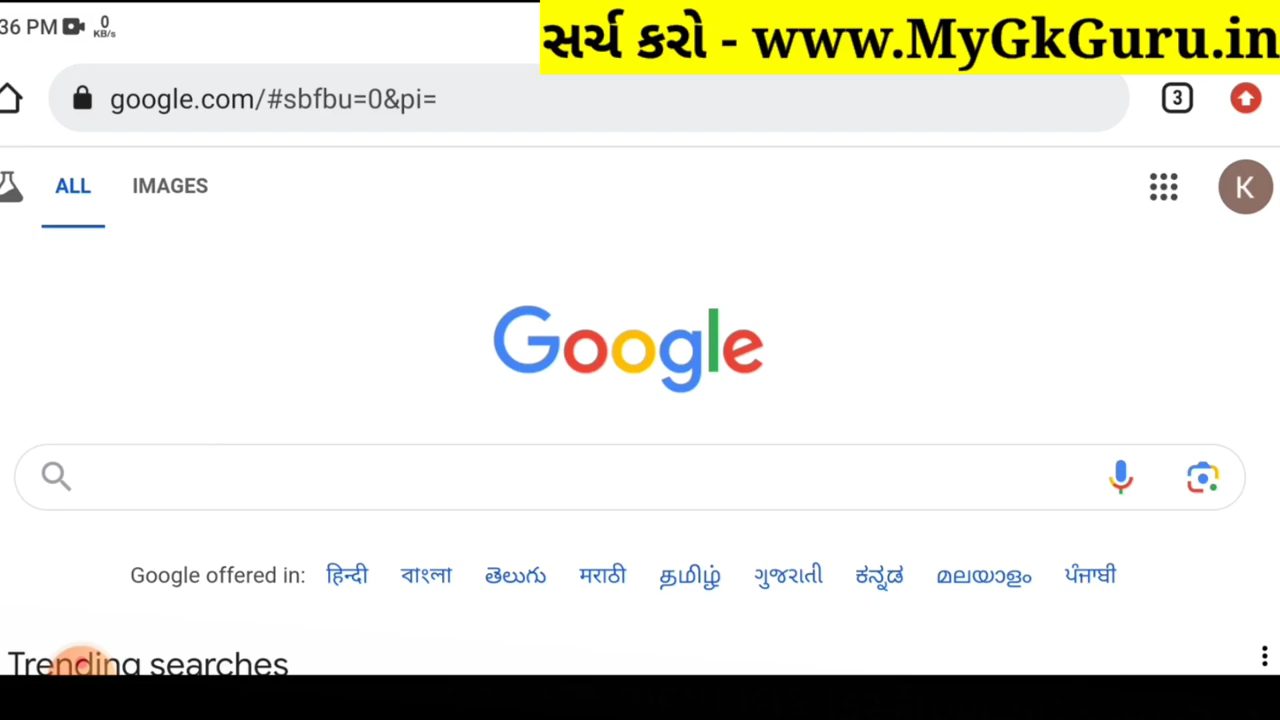 36 PM 0 KB/s
સર્ચ કરો - www.MyGkGuru.in
google.com/#sbfbu=0&pi=
3
ALL IMAGES
K
Google
Google offered in: हिन्दी বাংলা తెలుగు मराठी தமிழ் ગુજરાતી ಕನ್ನಡ മലയാളം ਪੰਜਾਬੀ
Trending searches